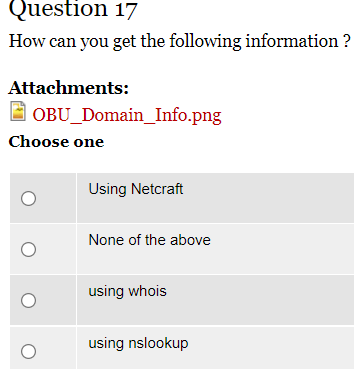 Question 17
How can you get the following information ?
Attachments:
OBU_Domain_Info.png
Choose one
Using Netcraft
None of the above
using whois
using nslookup